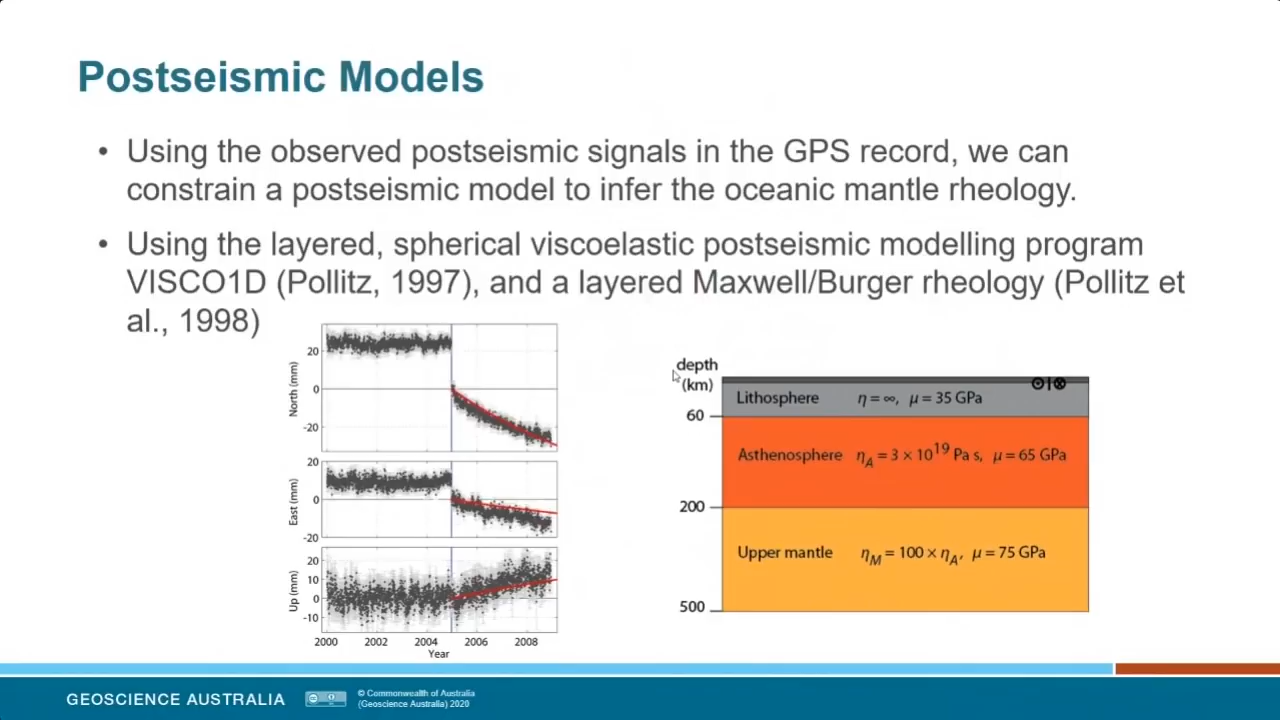 Postseismic Models
• Using the observed postseismic signals in the GPS record, we can
constrain a postseismic model to infer the oceanic mantle rheology.
• Using the layered, spherical viscoelastic postseismic modelling program
VISCO1D (Pollitz, 1997), and a layered Maxwell/Burger rheology (Pollitz et
al., 1998)
North (mm)
20
0
-20
East (mm)
20
0
-20
Up (mm)
20
10
0
-10
2000 2002 2004 2006 2008
Year
depth
(km)
60
200
500
Lithosphere η = ∞, μ = 35 GPa
Asthenosphere ηA = 3 × 10^19 Pa s, μ = 65 GPa
Upper mantle ηM = 100 × ηA, μ = 75 GPa
GEOSCIENCE AUSTRALIA
© Commonwealth of Australia
(Geoscience Australia) 2020